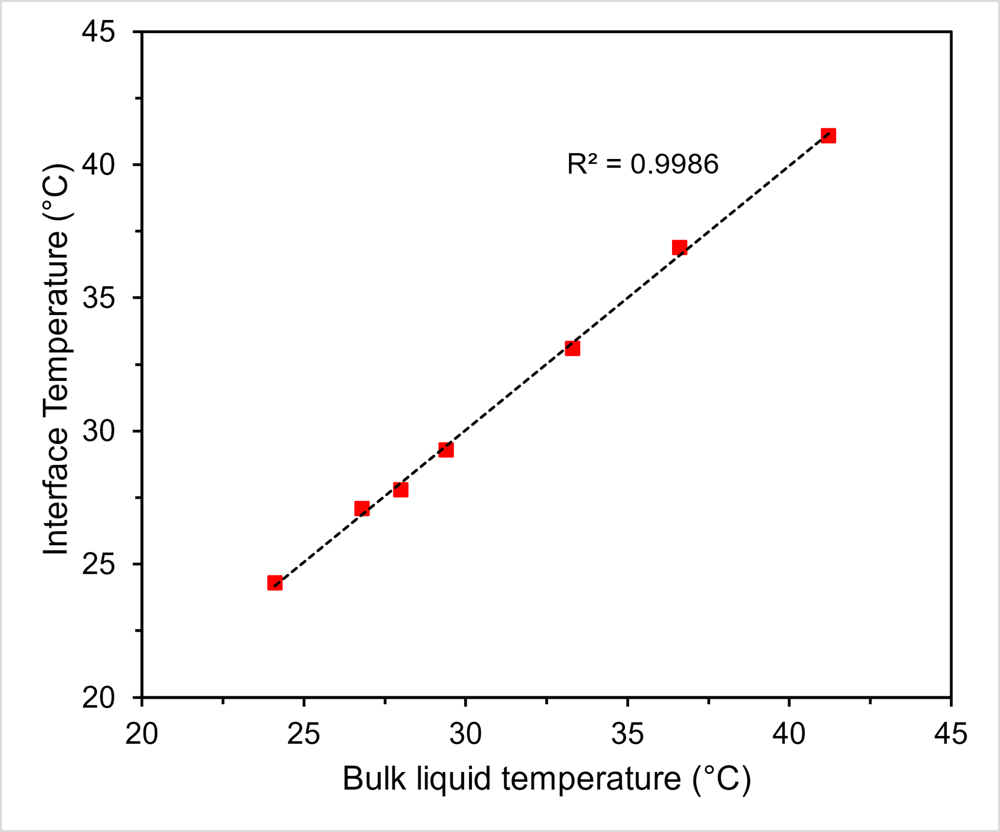 45
40
35
30
25
20
Interface Temperature (°C)
R² = 0.9986
20 25 30 35 40 45
Bulk liquid temperature (°C)